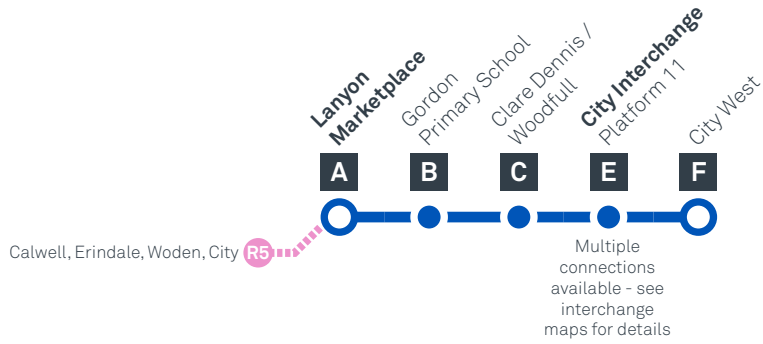 Lanyon
Marketplace
Gordon
Primary School
Clare Dennis /
Woodfull
City Interchange
Platform 11
City West
A
B
C
E
F
Calwell, Erindale, Woden, City
R5
Multiple
connections
available - see
interchange
maps for details